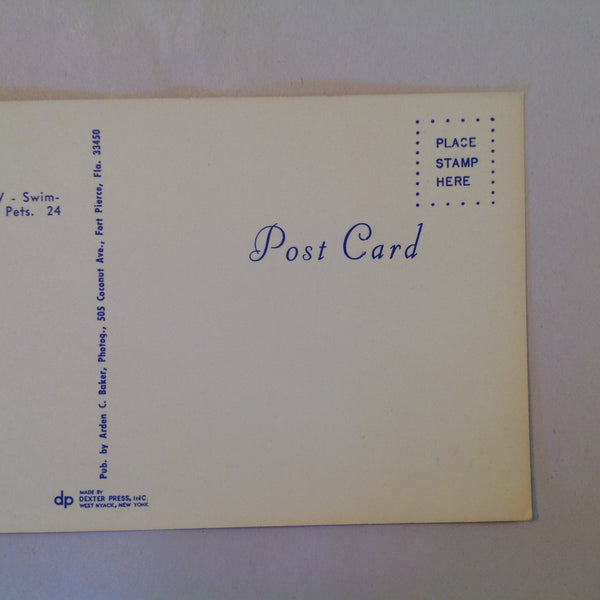 / - Swim-
Pets. 24
Pub. by Arden C. Baker, Photog., 505 Coconut Ave., Fort Pierce, Fla. 33450
PLACE
STAMP
HERE
Post Card
dp
MADE BY
DEXTER PRESS, INC.
WEST NYACK, NEW YORK